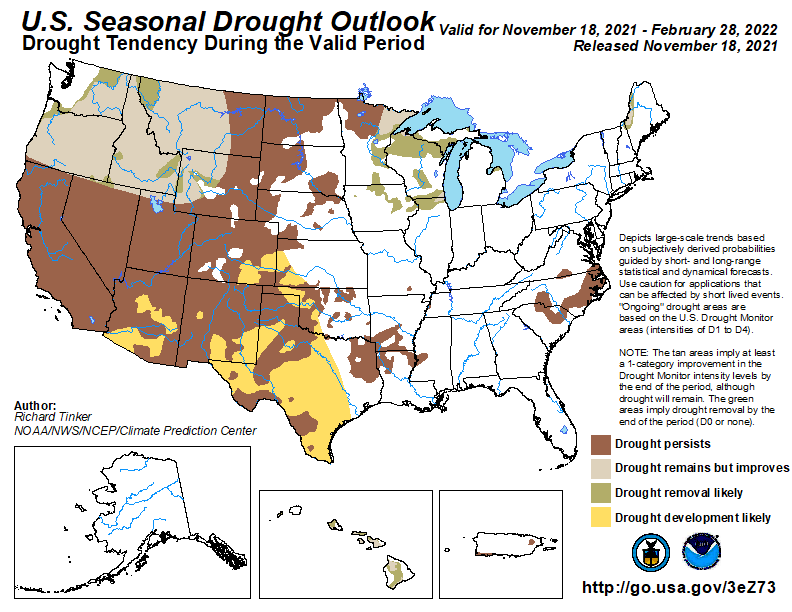 U.S. Seasonal Drought Outlook
Drought Tendency During the Valid Period
Valid for November 18, 2021 - February 28, 2022
Released November 18, 2021
Depicts large-scale trends based
on subjectively derived probabilities
guided by short- and long-range
statistical and dynamical forecasts.
Use caution for applications that
can be affected by short lived events.
"Ongoing" drought areas are
based on the U.S. Drought Monitor
areas (intensities of D1 to D4).
NOTE: The tan areas imply at least
a 1-category improvement in the
Drought Monitor intensity levels by
the end of the period, although
drought will remain. The green
areas imply drought removal by the
end of the period (D0 or none).
Author:
Richard Tinker
NOAA/NWS/NCEP/Climate Prediction Center
Drought persists
Drought remains but improves
Drought removal likely
Drought development likely
http://go.usa.gov/3eZ73